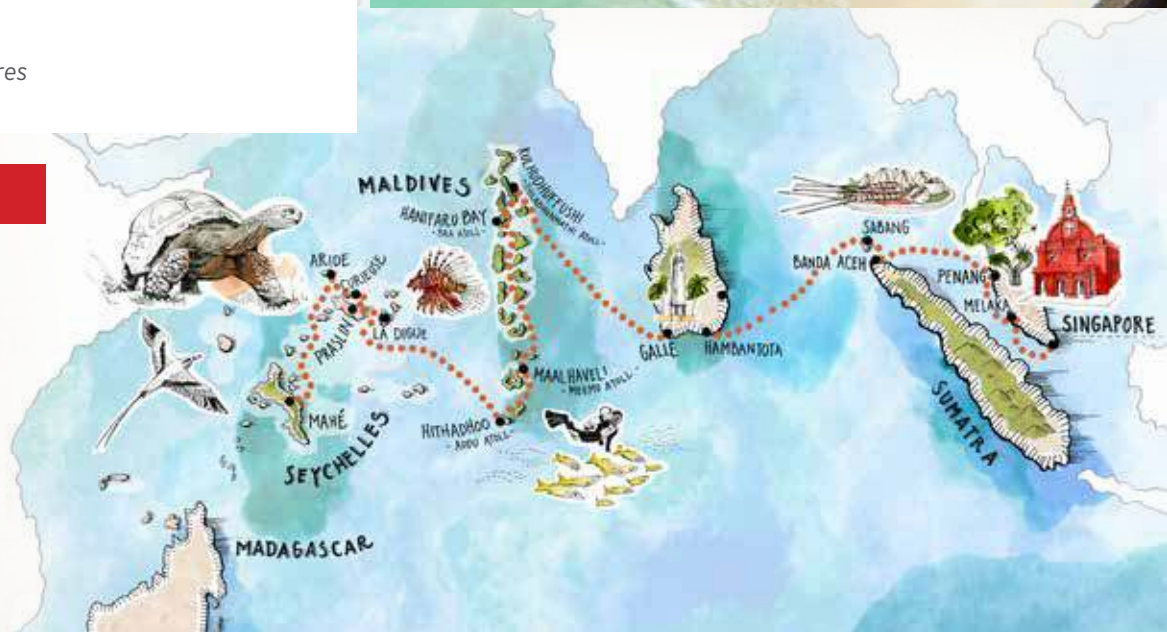 res
MALDIVES
KULHUDHUFFUSHI
HANIFARU BAY
- BAA ATOLL -
SABANG
BANDA ACEH
PENANG
MELAKA
SINGAPORE
ARIDE
CURIEUSE
PRASLIN
LA DIGUE
GALLE
HAMBANTOTA
MAALHAVELI
- MEEMU ATOLL -
MAHÉ
HITHADHOO
- ADDU ATOLL -
SUMATRA
SEYCHELLES
MADAGASCAR